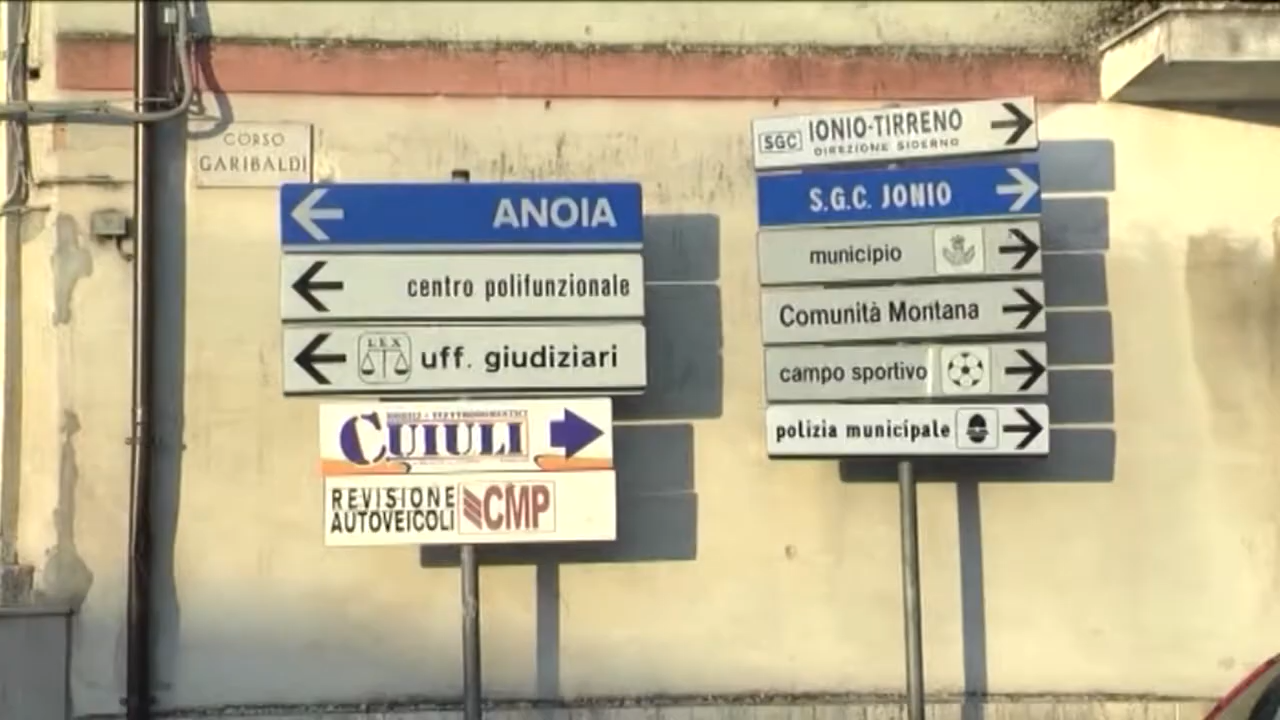 CORSO
GARIBALDI
ANOIA
centro polifunzionale
LEX
uff. giudiziari
CUIULI
REVISIONE
AUTOVEICOLI
CMP
SGC IONIO-TIRRENO
DIREZIONE SIDERNO
S.G.C. JONIO
municipio
Comunità Montana
campo sportivo
polizia municipale